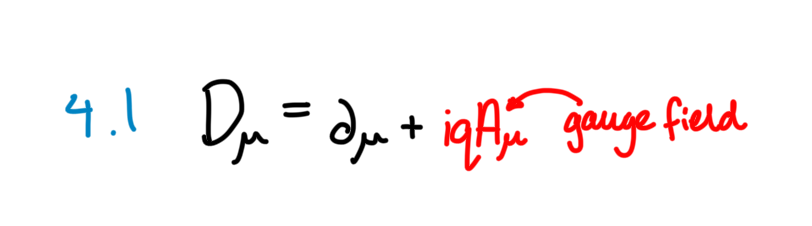 4.1 Dμ = ∂μ + iqAμ gauge field